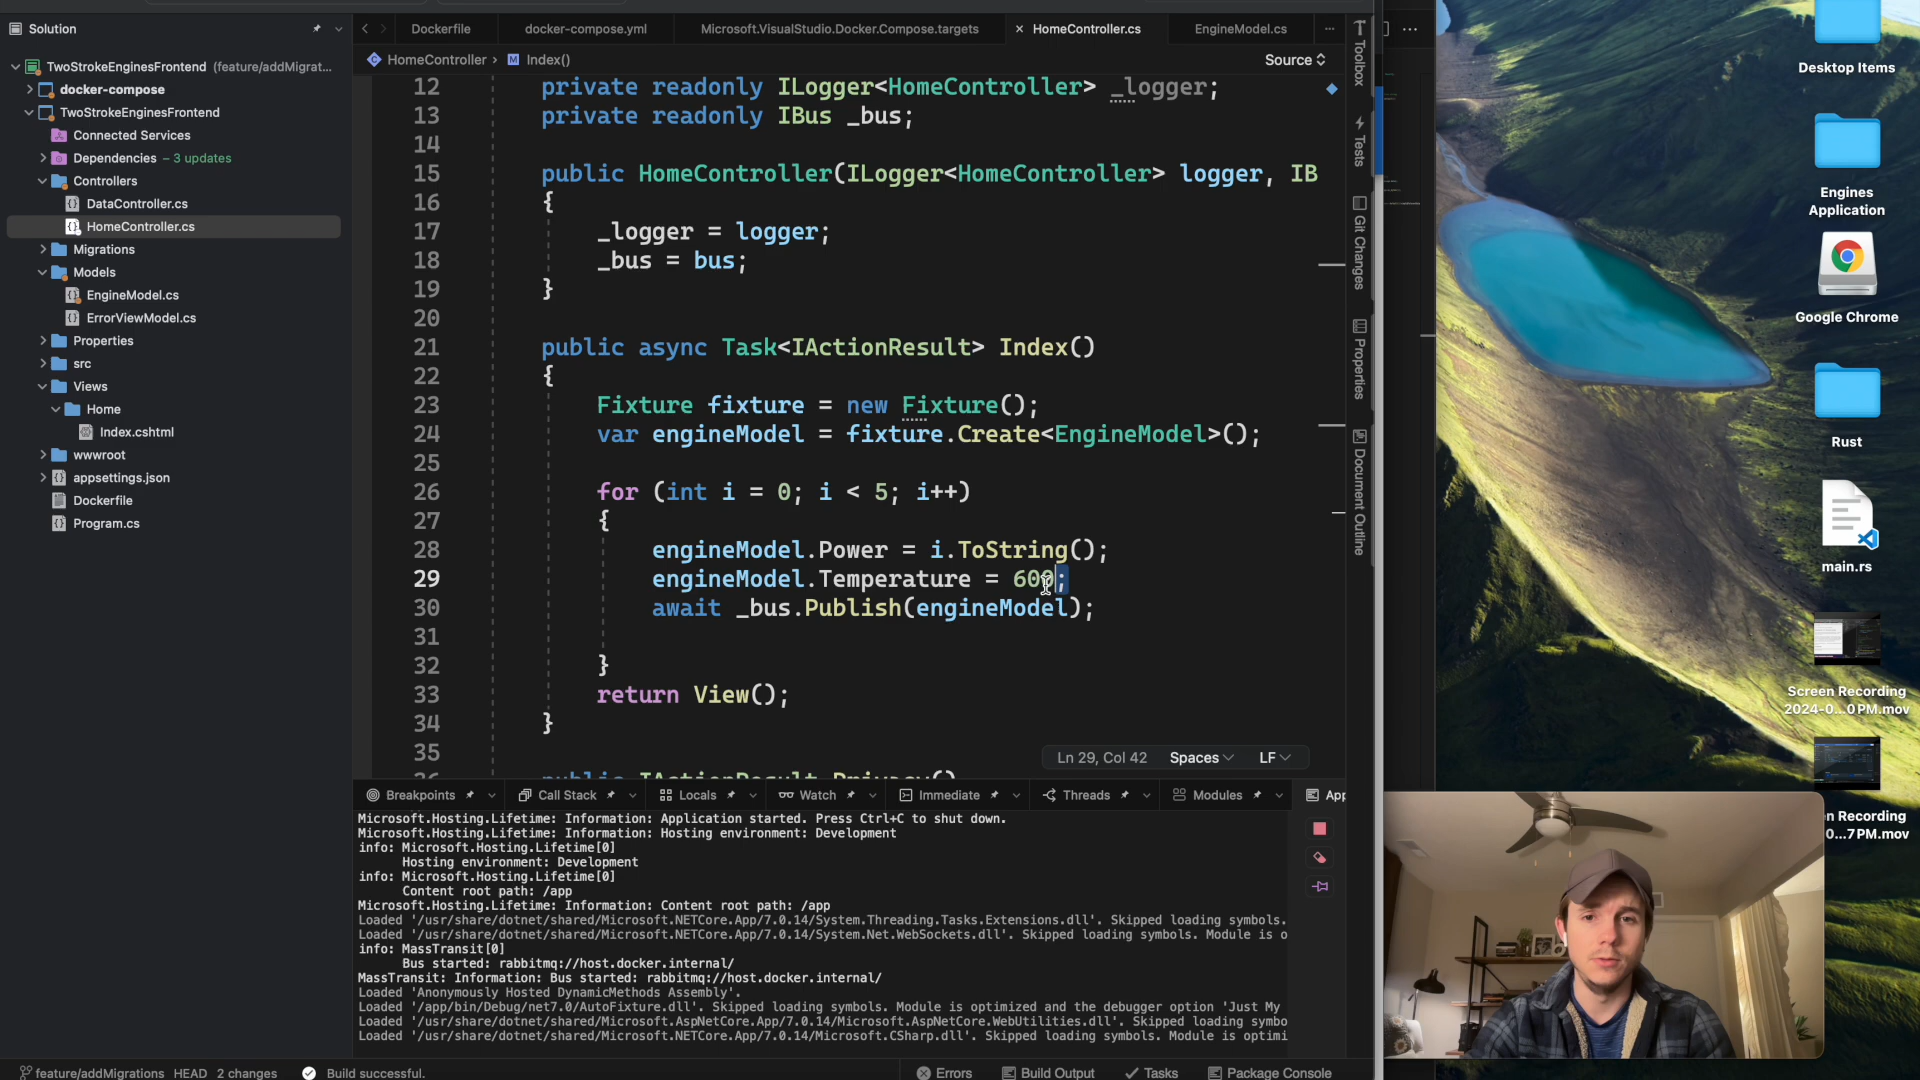 Solution
Dockerfile
docker-compose.yml
Microsoft.VisualStudio.Docker.Compose.targets
HomeController.cs
EngineModel.cs
HomeController
Index()
Source
TwoStrokeEnginesFrontend (feature/addMigrat...
docker-compose
TwoStrokeEnginesFrontend
Connected Services
Dependencies – 3 updates
Controllers
DataController.cs
HomeController.cs
Migrations
Models
EngineModel.cs
ErrorViewModel.cs
Properties
src
Views
Home
Index.cshtml
wwwroot
appsettings.json
Dockerfile
Program.cs
12 private readonly ILogger<HomeController> _logger;
13 private readonly IBus _bus;
14
15 public HomeController(ILogger<HomeController> logger, IB
16 {
17 _logger = logger;
18 _bus = bus;
19 }
20
21 public async Task<IActionResult> Index()
22 {
23 Fixture fixture = new Fixture();
24 var engineModel = fixture.Create<EngineModel>();
25
26 for (int i = 0; i < 5; i++)
27 {
28 engineModel.Power = i.ToString();
29 engineModel.Temperature = 600;
30 await _bus.Publish(engineModel);
31
32 }
33 return View();
34 }
35
public IActionResult Privacy()
Ln 29, Col 42
Spaces
LF
Toolbox
Tests
Git Changes
Properties
Document Outline
Breakpoints
Call Stack
Locals
Watch
Immediate
Threads
Modules
App
Microsoft.Hosting.Lifetime: Information: Application started. Press Ctrl+C to shut down.
Microsoft.Hosting.Lifetime: Information: Hosting environment: Development
info: Microsoft.Hosting.Lifetime[0]
Hosting environment: Development
info: Microsoft.Hosting.Lifetime[0]
Content root path: /app
Microsoft.Hosting.Lifetime: Information: Content root path: /app
Loaded '/usr/share/dotnet/shared/Microsoft.NETCore.App/7.0.14/System.Threading.Tasks.Extensions.dll'. Skipped loading symbols.
Loaded '/usr/share/dotnet/shared/Microsoft.NETCore.App/7.0.14/System.Net.WebSockets.dll'. Skipped loading symbols. Module is o
info: MassTransit[0]
Bus started: rabbitmq://host.docker.internal/
MassTransit: Information: Bus started: rabbitmq://host.docker.internal/
Loaded 'Anonymously Hosted DynamicMethods Assembly'.
Loaded '/app/bin/Debug/net7.0/AutoFixture.dll'. Skipped loading symbols. Module is optimized and the debugger option 'Just My
Loaded '/usr/share/dotnet/shared/Microsoft.AspNetCore.App/7.0.14/Microsoft.AspNetCore.WebUtilities.dll'. Skipped loading symbo
Loaded '/usr/share/dotnet/shared/Microsoft.NETCore.App/7.0.14/Microsoft.CSharp.dll'. Skipped loading symbols. Module is optimi
feature/addMigrations HEAD 2 changes
Build successful.
Errors
Build Output
Tasks
Package Console
Desktop Items
Engines
Application
Google Chrome
Rust
main.rs
Screen Recording
2024-0...0PM.mov
en Recording
0...7PM.mov